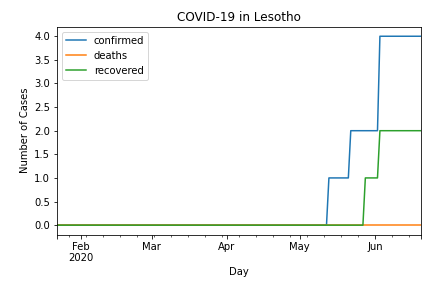 COVID-19 in Lesotho
confirmed
deaths
recovered
Number of Cases
4.0
3.5
3.0
2.5
2.0
1.5
1.0
0.5
0.0
Feb Mar Apr May Jun
2020
Day